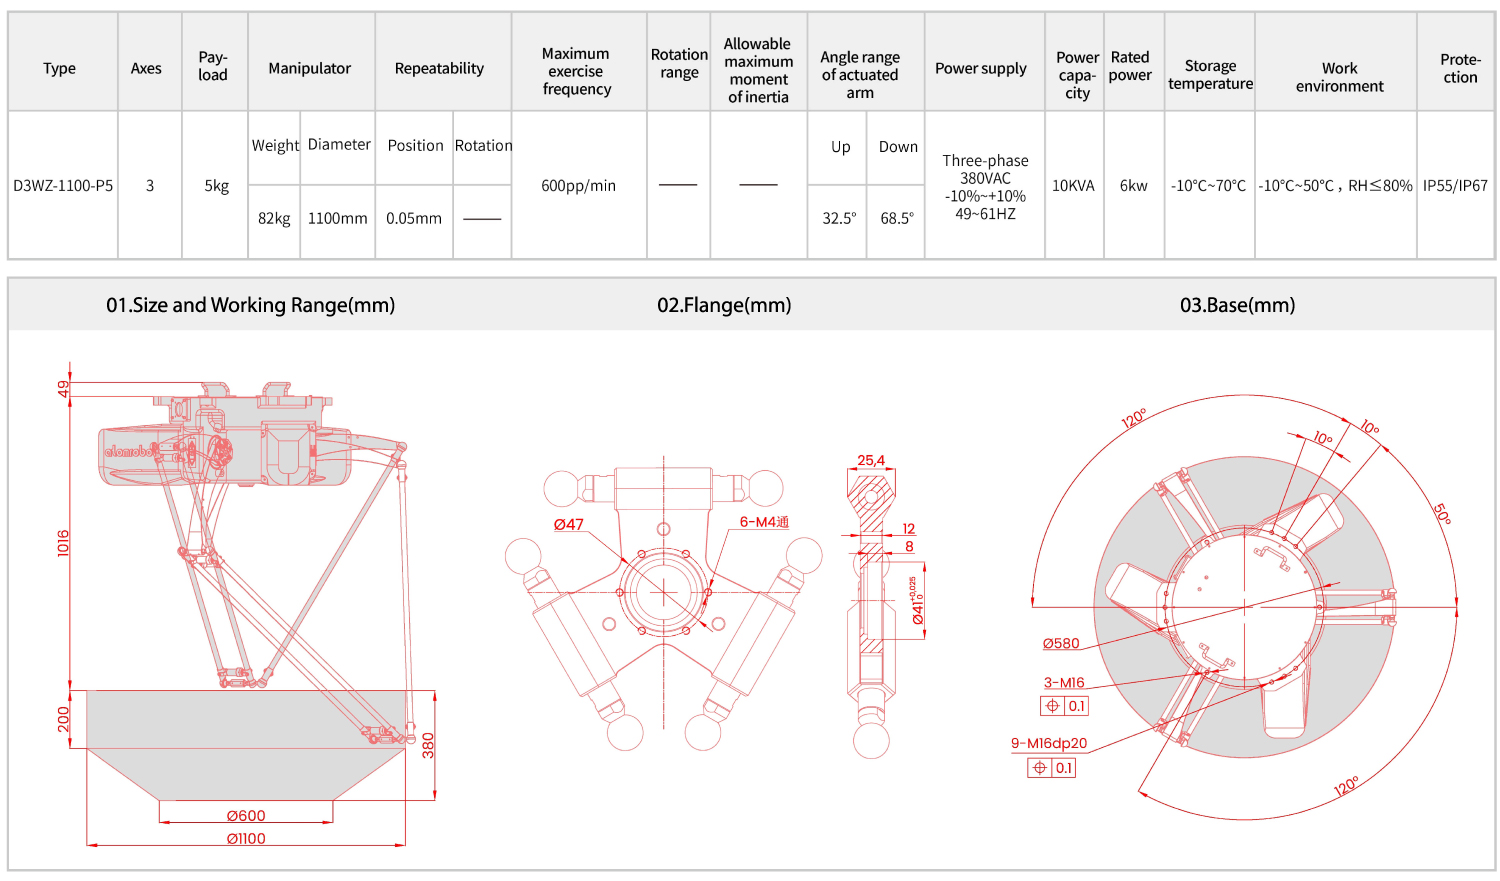 Type
Axes
Pay-
load
Manipulator
Repeatability
Maximum
exercise
frequency
Rotation
range
Allowable
maximum
moment
of inertia
Angle range
of actuated
arm
Power supply
Power
capa-
city
Rated
power
Storage
temperature
Work
environment
Prote-
ction
D3WZ-1100-P5
3
5kg
Weight
Diameter
Position
Rotation
82kg
1100mm
0.05mm
——
600pp/min
——
——
Up
Down
32.5°
68.5°
Three-phase
380VAC
-10%~+10%
49~61HZ
10KVA
6kw
-10°C~70°C
-10°C~50°C , RH≤80%
IP55/IP67
01.Size and Working Range(mm)
02.Flange(mm)
03.Base(mm)
49
1016
200
380
Ø600
Ø1100
atomrobot
Ø47
6-M4通
25,4
12
8
Ø41 +0,025 0
120°
10°
10°
50°
120°
Ø580
3-M16
0.1
9-M16dp20
0.1